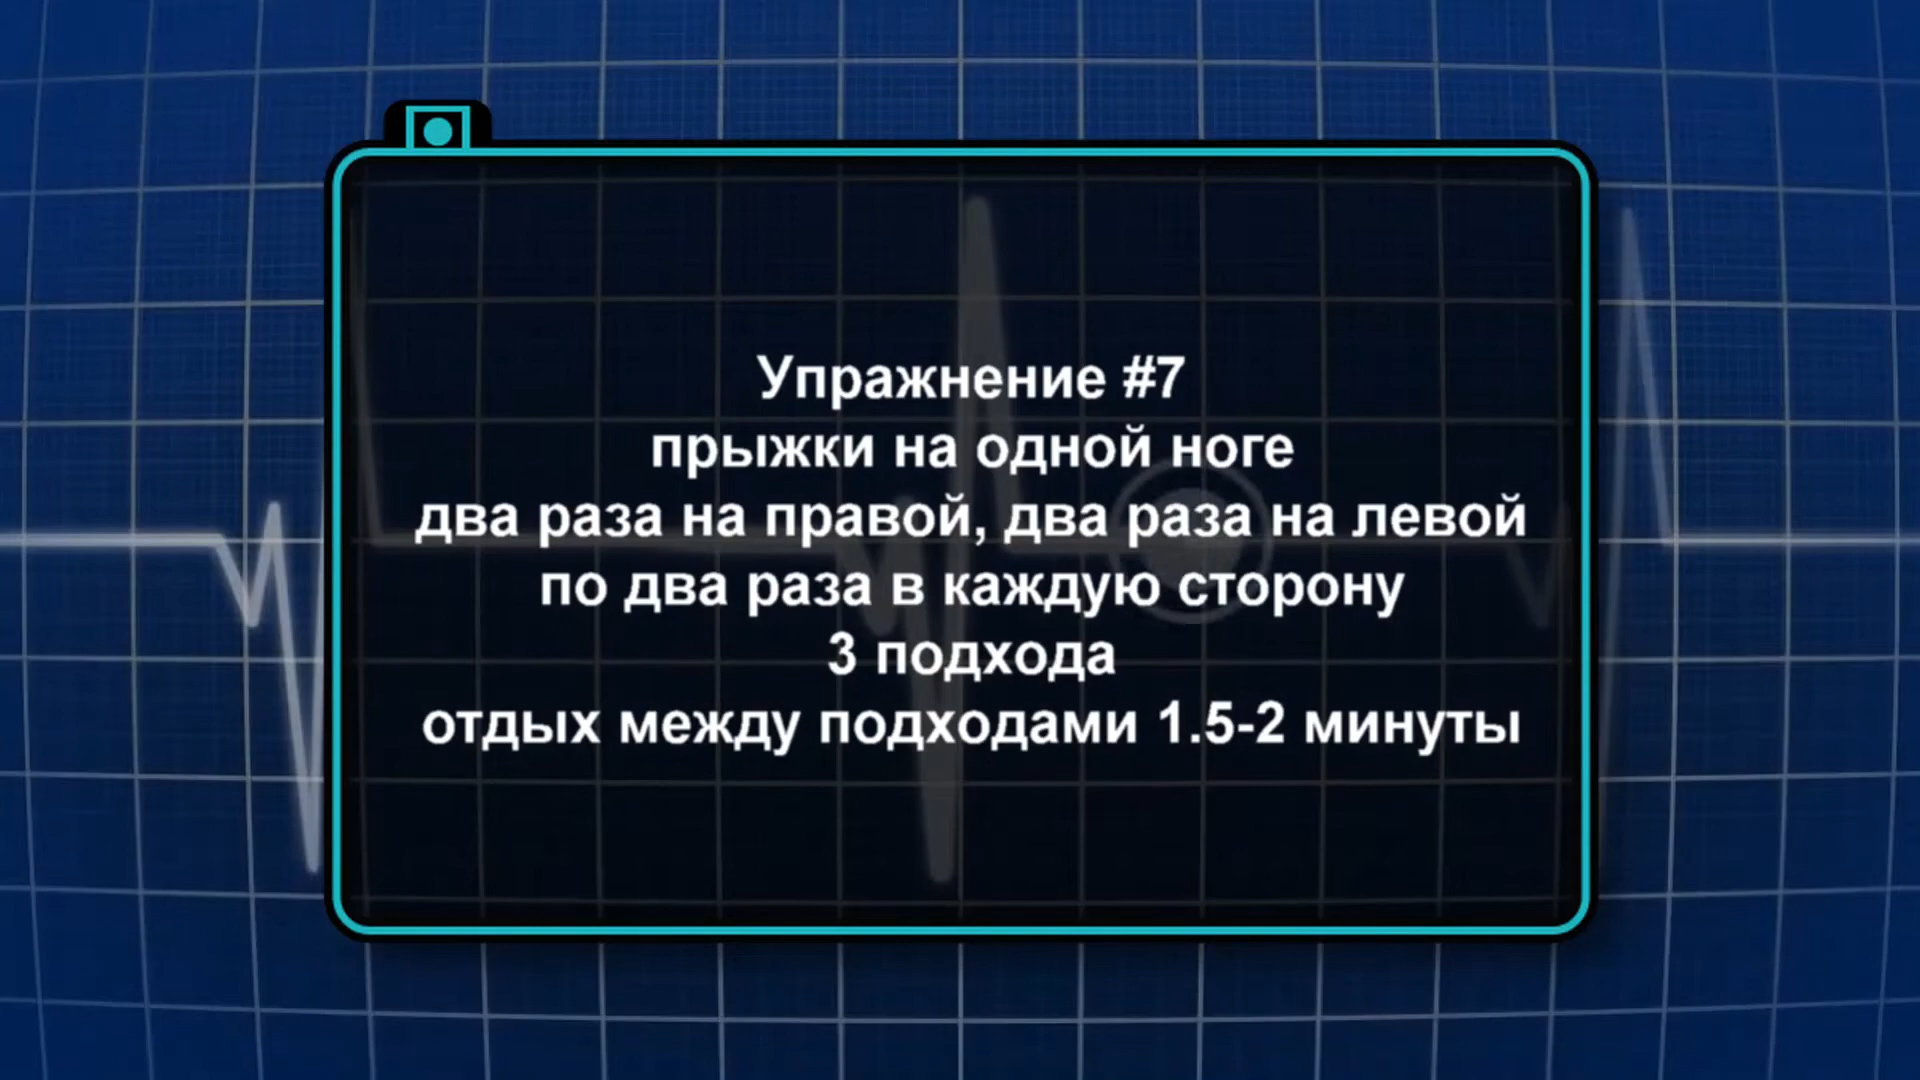 Упражнение #7
прыжки на одной ноге
два раза на правой, два раза на левой
по два раза в каждую сторону
3 подхода
отдых между подходами 1.5-2 минуты